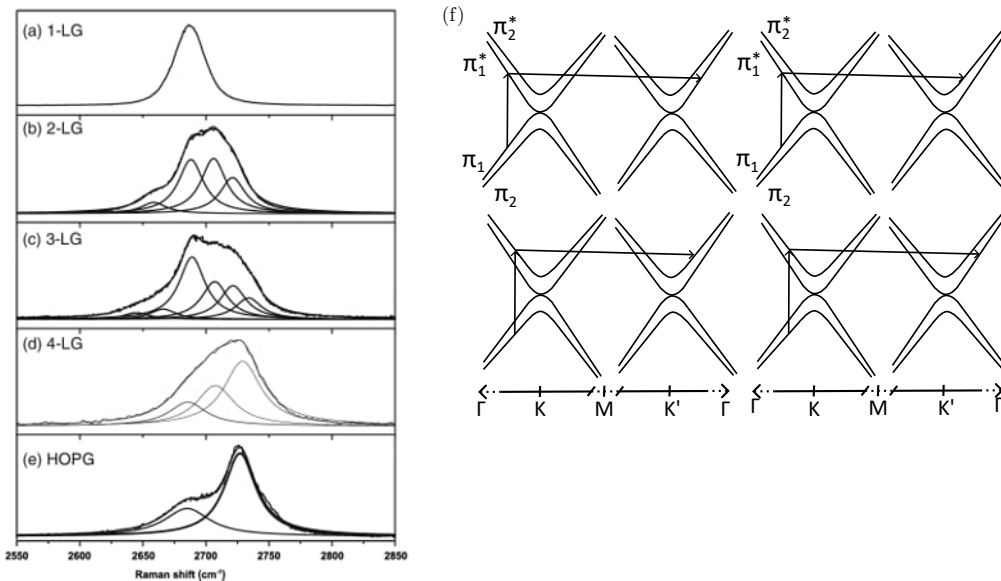 (a) 1-LG
(b) 2-LG
(c) 3-LG
(d) 4-LG
(e) HOPG
2550 2600 2650 2700 2750 2800 2850
Raman shift (cm⁻¹)
(f)
π₂* π₂*
π₁* π₁*
π₁ π₁
π₂ π₂
Γ K M K' Γ K M K' Γ